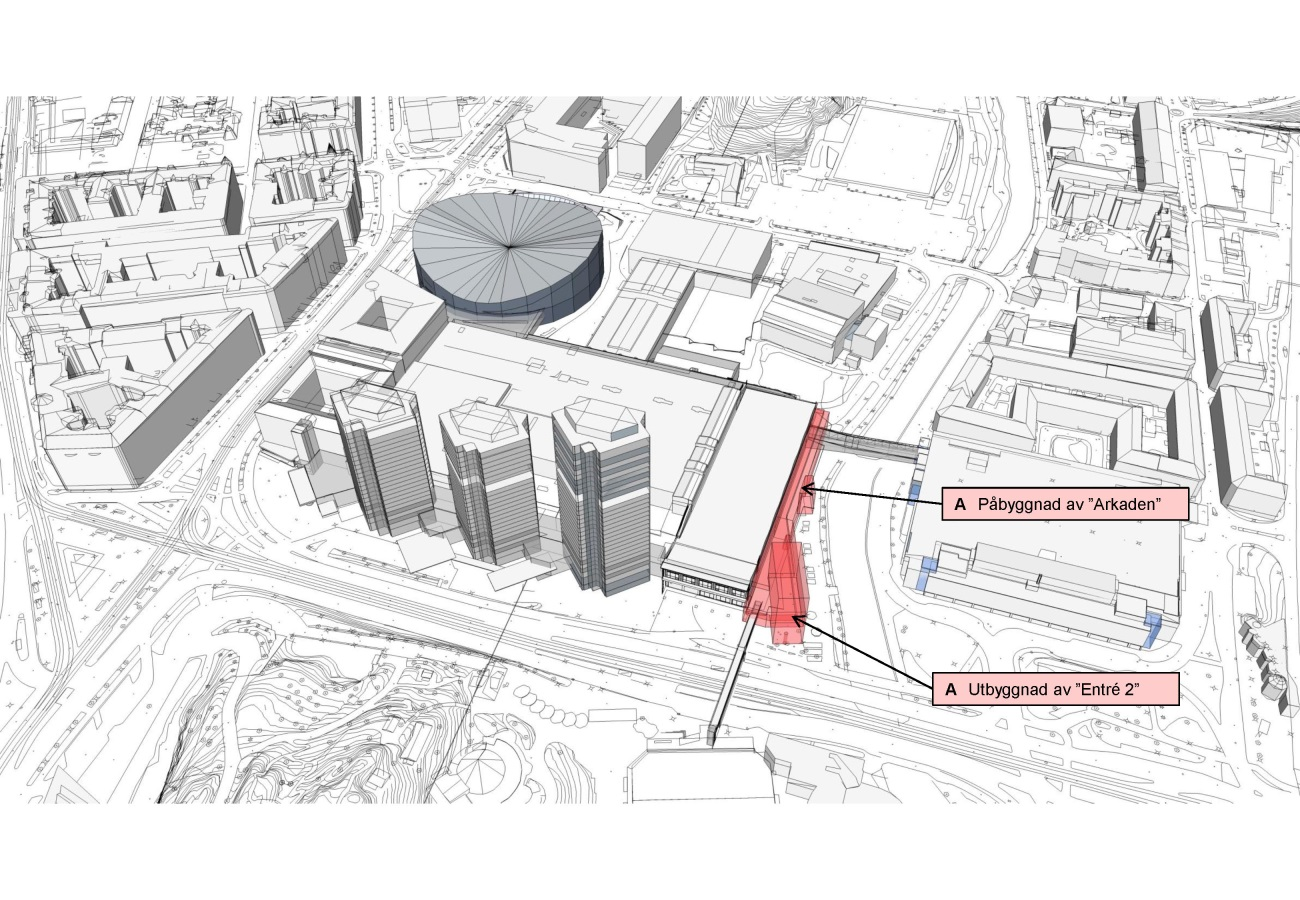 A Påbyggnad av ”Arkaden”
A Utbyggnad av ”Entré 2”